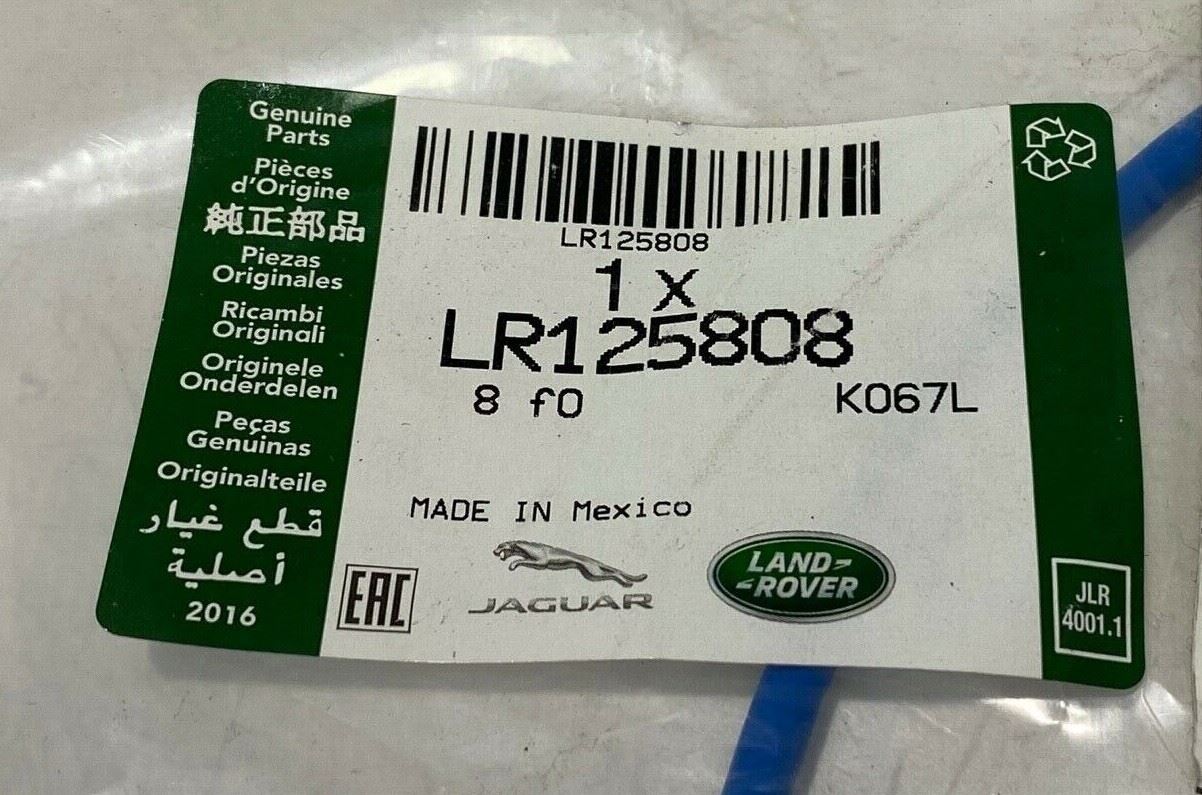 Genuine
Parts
Pièces
d'Origine
純正部品
Piezas
Originales
Ricambi
Originali
Originele
Onderdelen
Peças
Genuinas
Originalteile
قطع غيار
أصلية
2016
LR125808
1 x
LR125808
8 f0
K067L
MADE IN Mexico
EAC
JAGUAR
LAND-
-ROVER
JLR
4001.1